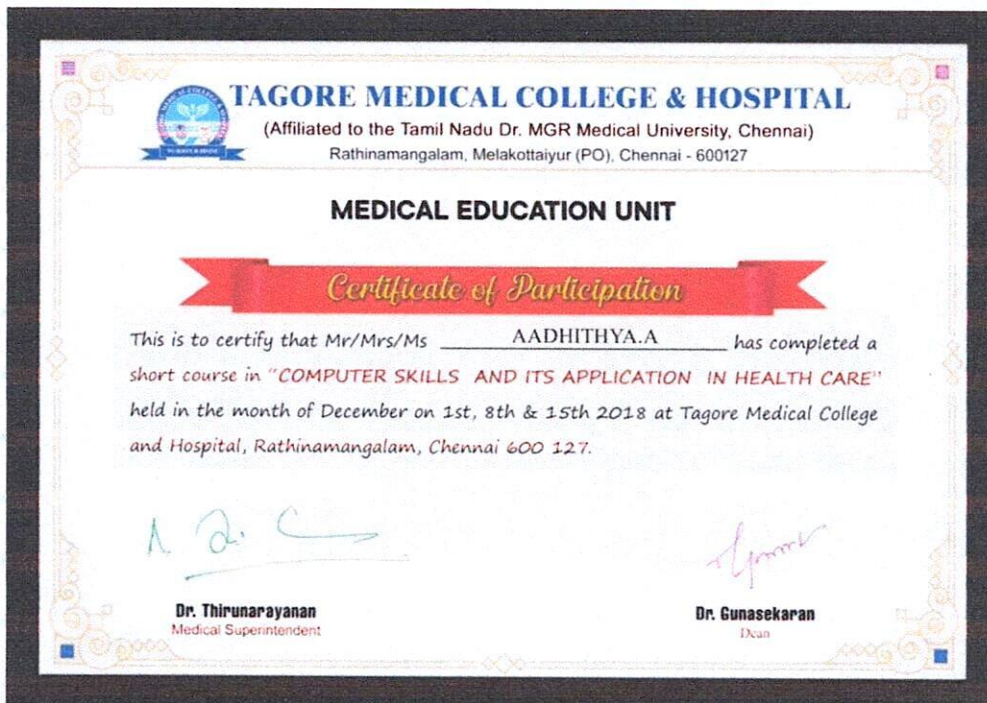 TAGORE MEDICAL COLLEGE & HOSPITAL
(Affiliated to the Tamil Nadu Dr. MGR Medical University, Chennai)
Rathinamangalam, Melakottaiyur (PO), Chennai - 600127
MEDICAL EDUCATION UNIT
Certificate of Participation
This is to certify that Mr/Mrs/Ms AADHITHYA.A has completed a
short course in "COMPUTER SKILLS AND ITS APPLICATION IN HEALTH CARE"
held in the month of December on 1st, 8th & 15th 2018 at Tagore Medical College
and Hospital, Rathinamangalam, Chennai 600 127.
Dr. Thirunarayanan
Medical Superintendent
Dr. Gunasekaran
Dean